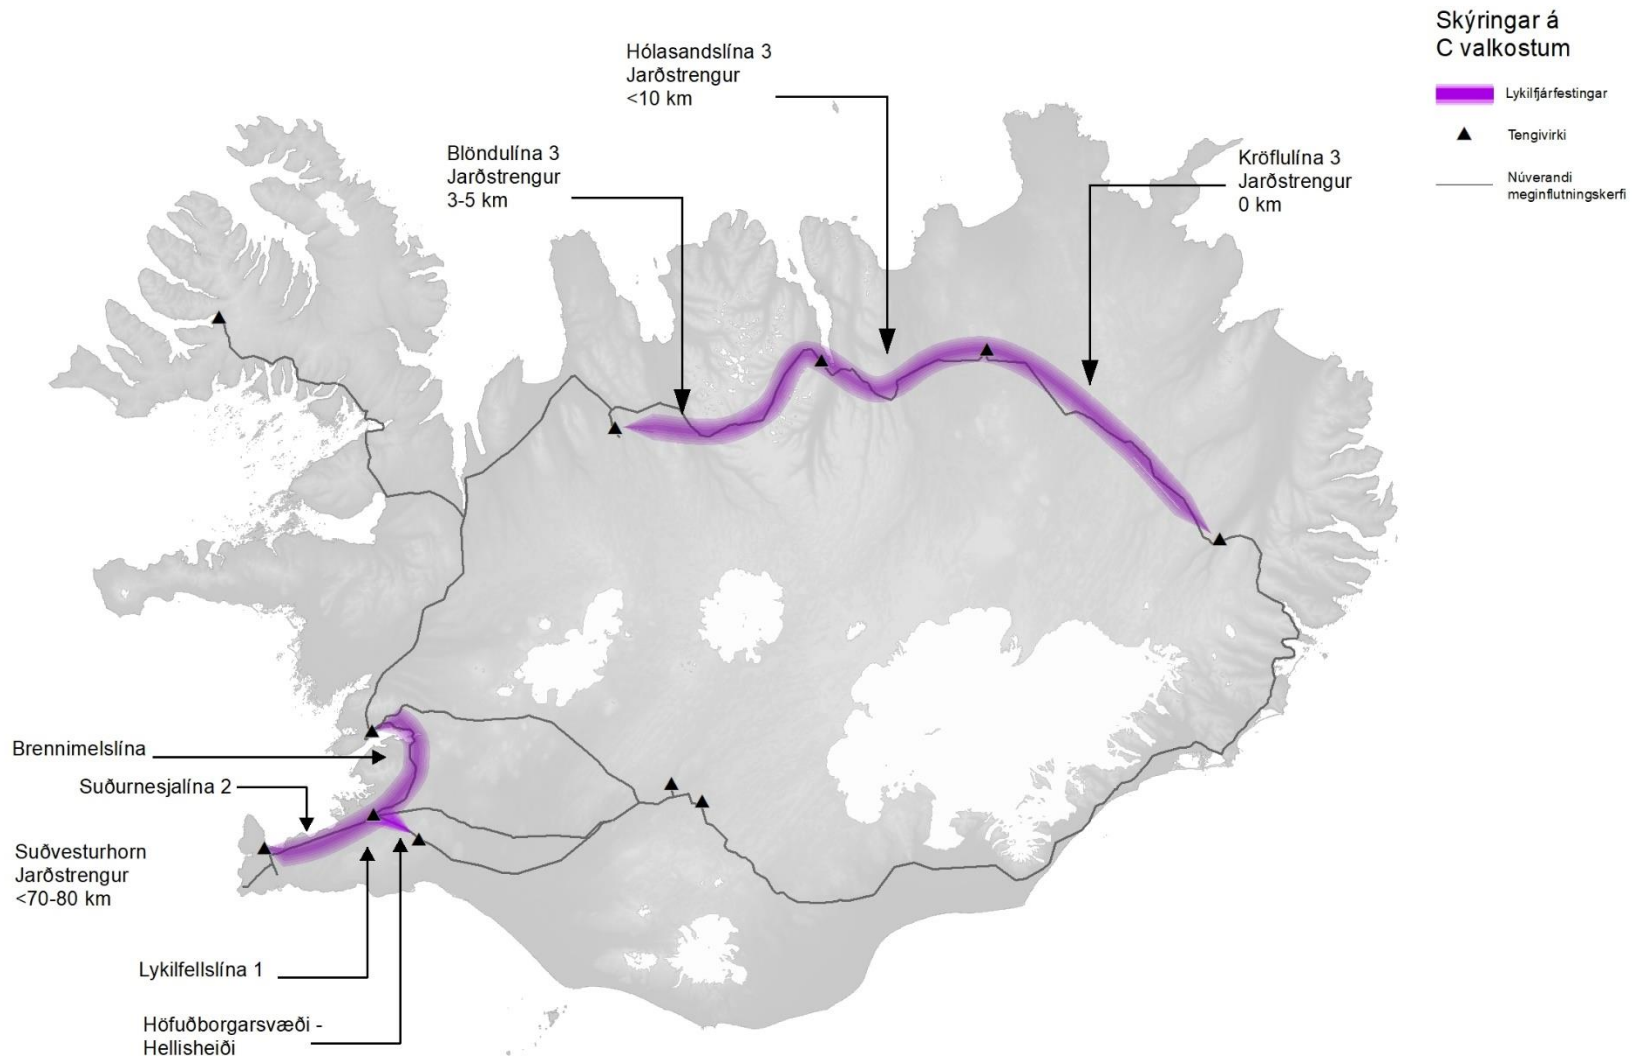 Skýringar á
C valkostum
Lykilfjárfestingar
Tengivirki
Núverandi
meginflutningskerfi
Hólasandslína 3
Jarðstrengur
<10 km
Blöndulína 3
Jarðstrengur
3-5 km
Kröflulína 3
Jarðstrengur
0 km
Brennimelslína
Suðurnesjalína 2
Suðvesturhorn
Jarðstrengur
<70-80 km
Lykilfellslína 1
Höfuðborgarsvæði -
Hellisheiði